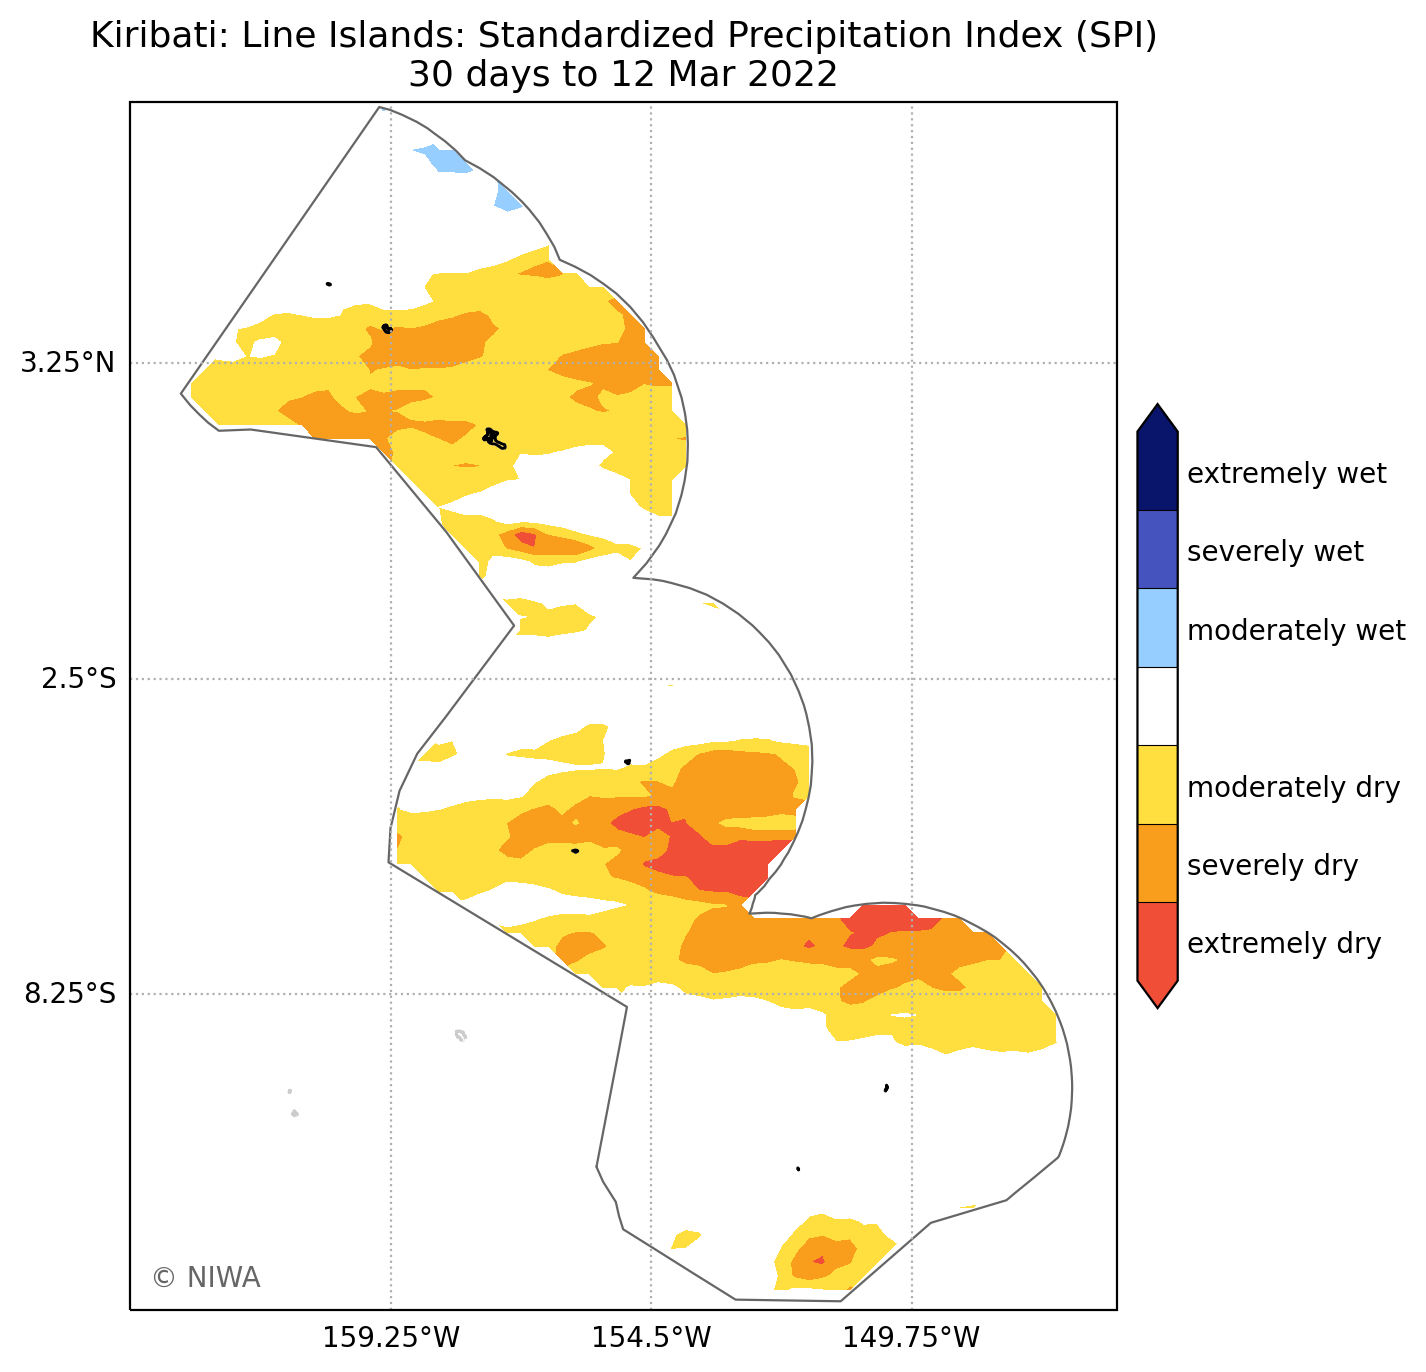 Kiribati: Line Islands: Standardized Precipitation Index (SPI)
30 days to 12 Mar 2022
3.25°N
2.5°S
8.25°S
159.25°W
154.5°W
149.75°W
extremely wet
severely wet
moderately wet
moderately dry
severely dry
extremely dry
© NIWA